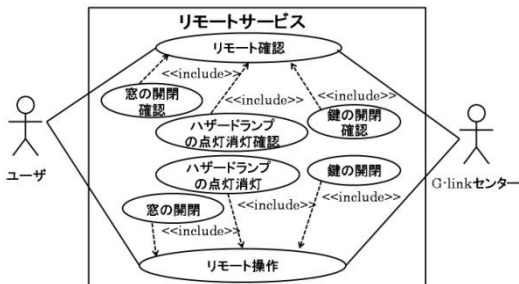 リモートサービス
リモート確認
<<include>>
<<include>>
<<include>>
窓の開閉
確認
ハザードランプ
の点灯消灯確認
鍵の開閉
確認
ユーザ
G-linkセンター
ハザードランプ
の点灯消灯
鍵の開閉
窓の開閉
<<include>>
<<include>>
<<include>>
リモート操作